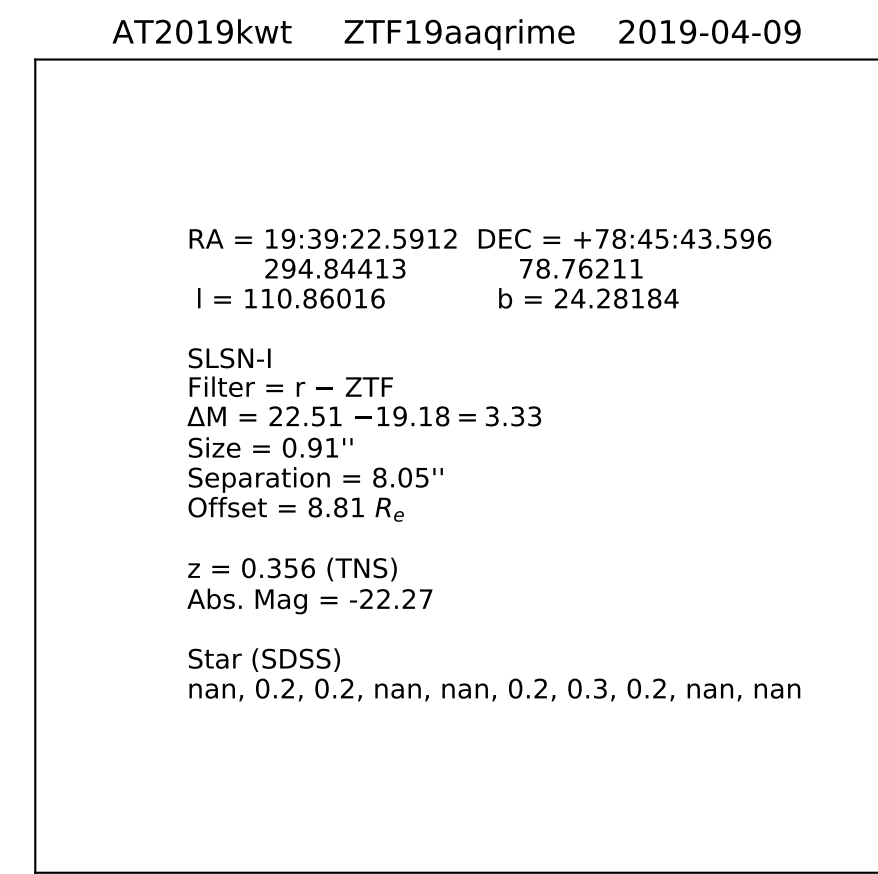 AT2019kwt ZTF19aaqrime 2019-04-09
RA = 19:39:22.5912 DEC = +78:45:43.596
294.84413 78.76211
l = 110.86016 b = 24.28184
SLSN-I
Filter = r − ZTF
ΔM = 22.51 −19.18 = 3.33
Size = 0.91''
Separation = 8.05''
Offset = 8.81 Re
z = 0.356 (TNS)
Abs. Mag = -22.27
Star (SDSS)
nan, 0.2, 0.2, nan, nan, 0.2, 0.3, 0.2, nan, nan